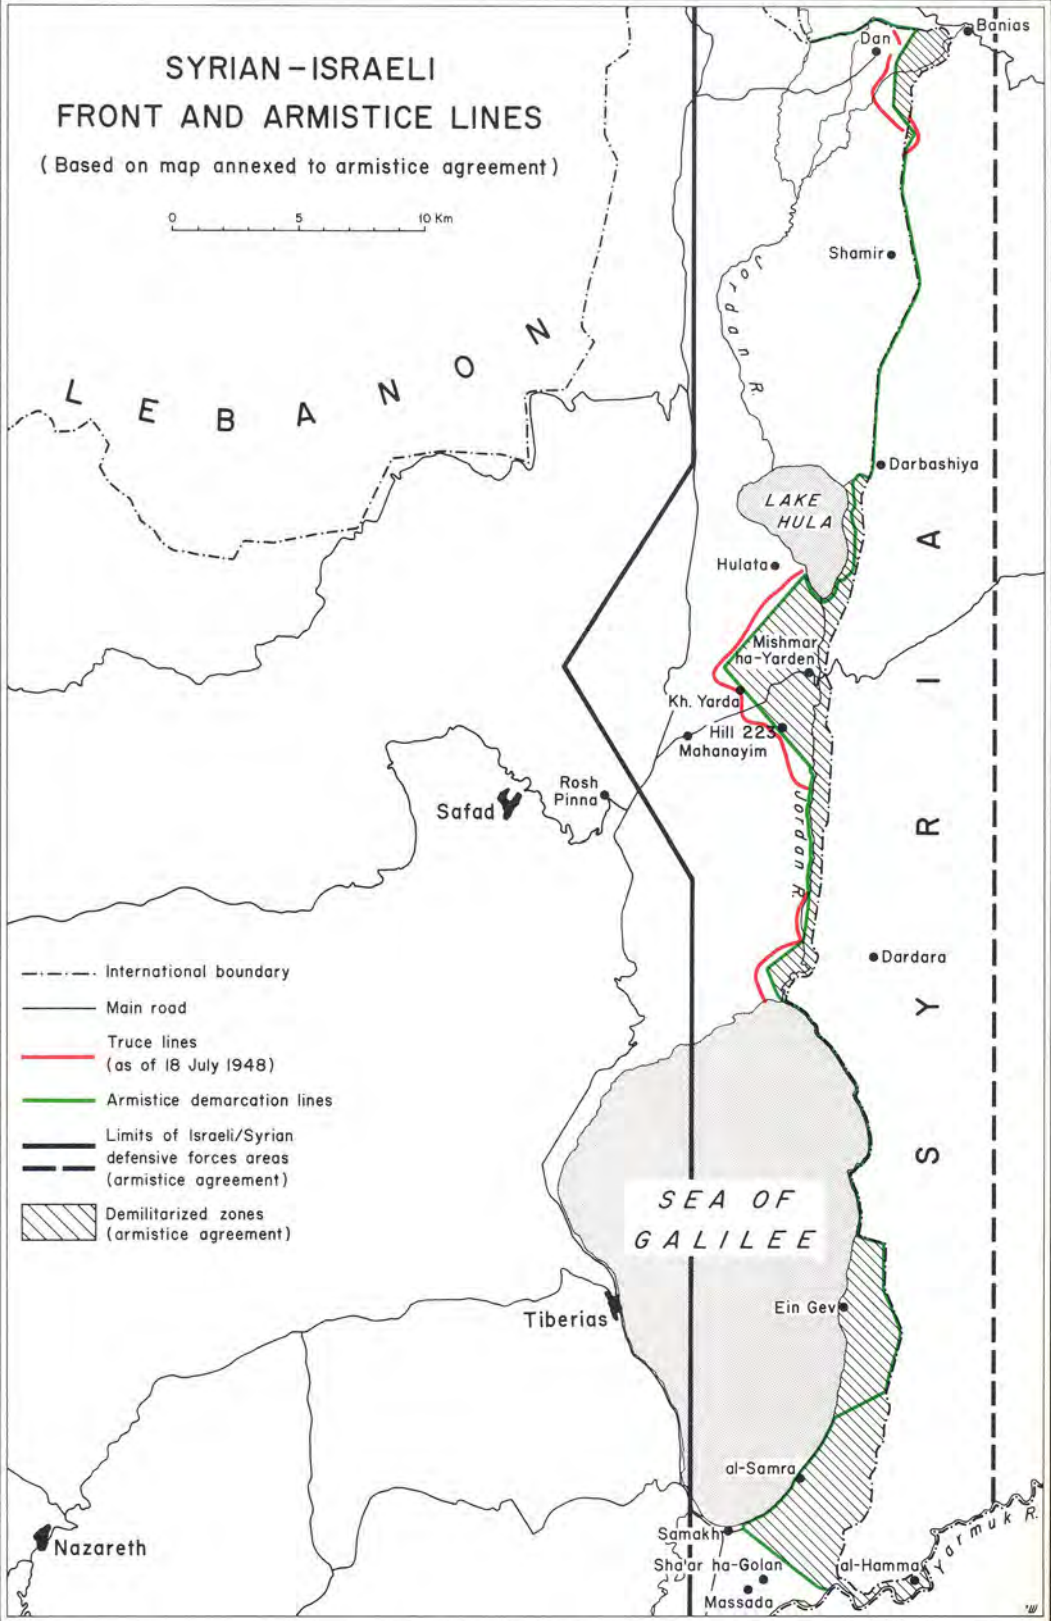 SYRIAN-ISRAELI
FRONT AND ARMISTICE LINES
(Based on map annexed to armistice agreement)
0 5 10 Km
Banias
Dan
Shamir
Jordan R.
LEBANON
Darbashiya
LAKE
HULA
Hulata
Mishmar
ha-Yarden
Kh. Yarda
Hill 223
Mahanayim
Rosh
Pinna
Safad
Jordan R.
SYRIA
Dardara
International boundary
Main road
Truce lines
(as of 18 July 1948)
Armistice demarcation lines
Limits of Israeli/Syrian
defensive forces areas
(armistice agreement)
Demilitarized zones
(armistice agreement)
SEA OF
GALILEE
Ein Gev
Tiberias
al-Samra
Samakh
Sha'ar ha-Golan
Massada
al-Hamma
Yarmuk R.
Nazareth